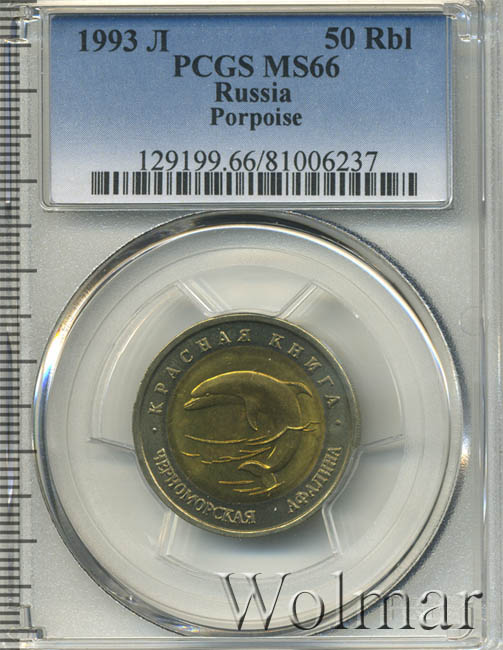 1993 Л 50 Rbl
PCGS MS66
Russia
Porpoise
129199.66/81006237
· КРАСНАЯ КНИГА ·
ЧЕРНОМОРСКАЯ · АФАЛИНА
Wolmar